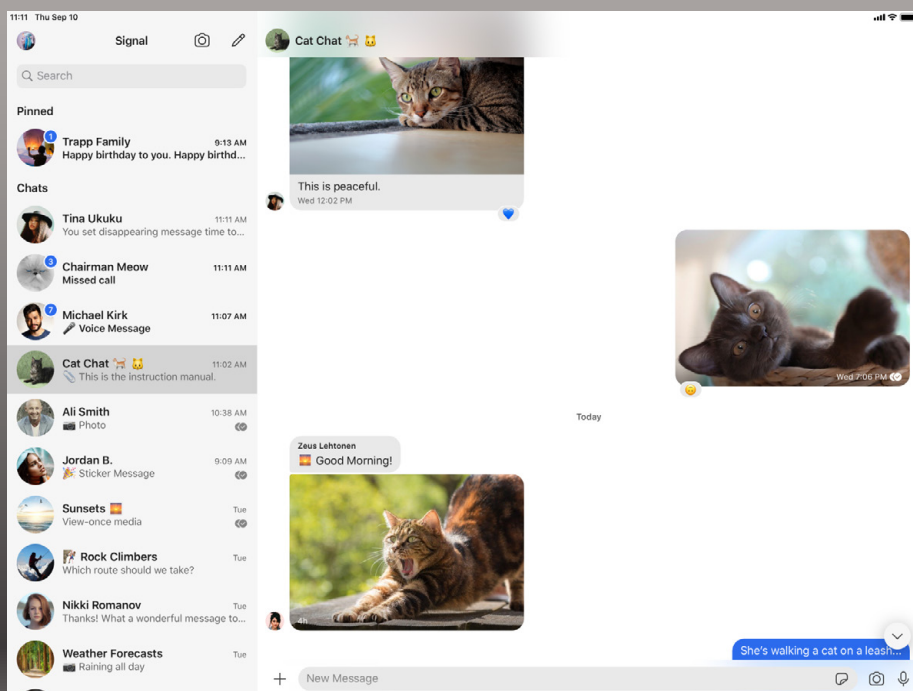 11:11 Thu Sep 10
Signal
Search
Pinned
Trapp Family 9:13 AM
Happy birthday to you. Happy birthd...
1
Chats
Tina Ukuku 11:11 AM
You set disappearing message time to...
Chairman Meow 11:11 AM
Missed call
3
Michael Kirk 11:07 AM
🎤 Voice Message
7
Cat Chat 🐈 🐱 11:02 AM
📎 This is the instruction manual.
Ali Smith 10:38 AM
📷 Photo
Jordan B. 9:09 AM
🎉 Sticker Message
Sunsets 🌅 Tue
View-once media
🧗 Rock Climbers Tue
Which route should we take?
Nikki Romanov Tue
Thanks! What a wonderful message to...
Weather Forecasts Tue
📷 Raining all day
Cat Chat 🐈 🐱
This is peaceful.
Wed 12:02 PM
💙
Wed 7:06 PM
Today
Zeus Lehtonen
🌅 Good Morning!
4h
She's walking a cat on a leash...
New Message